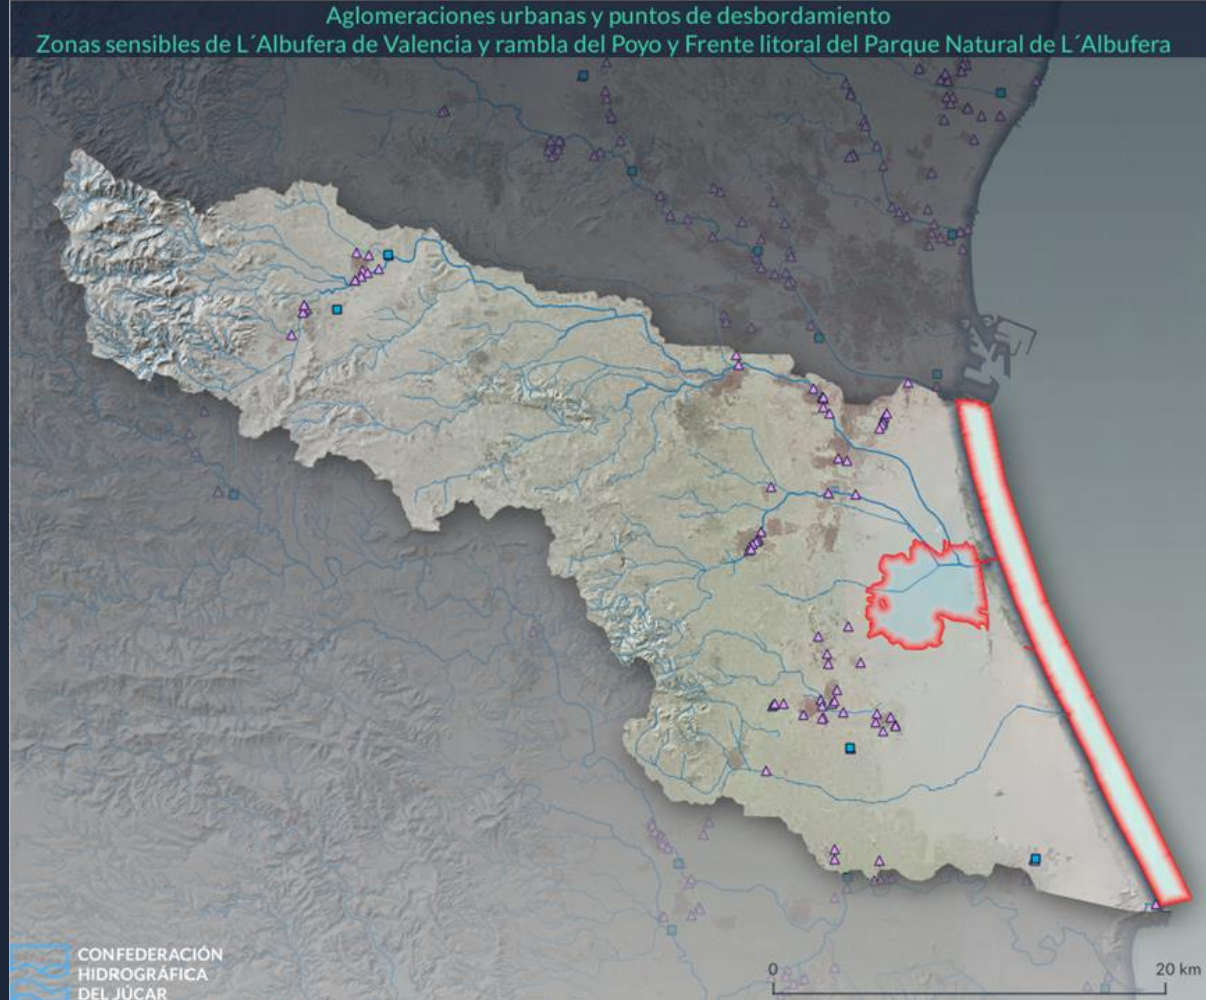 Aglomeraciones urbanas y puntos de desbordamiento
Zonas sensibles de L´Albufera de Valencia y rambla del Poyo y Frente litoral del Parque Natural de L´Albufera
CONFEDERACIÓN
HIDROGRÁFICA
DEL JÚCAR
0
20 km